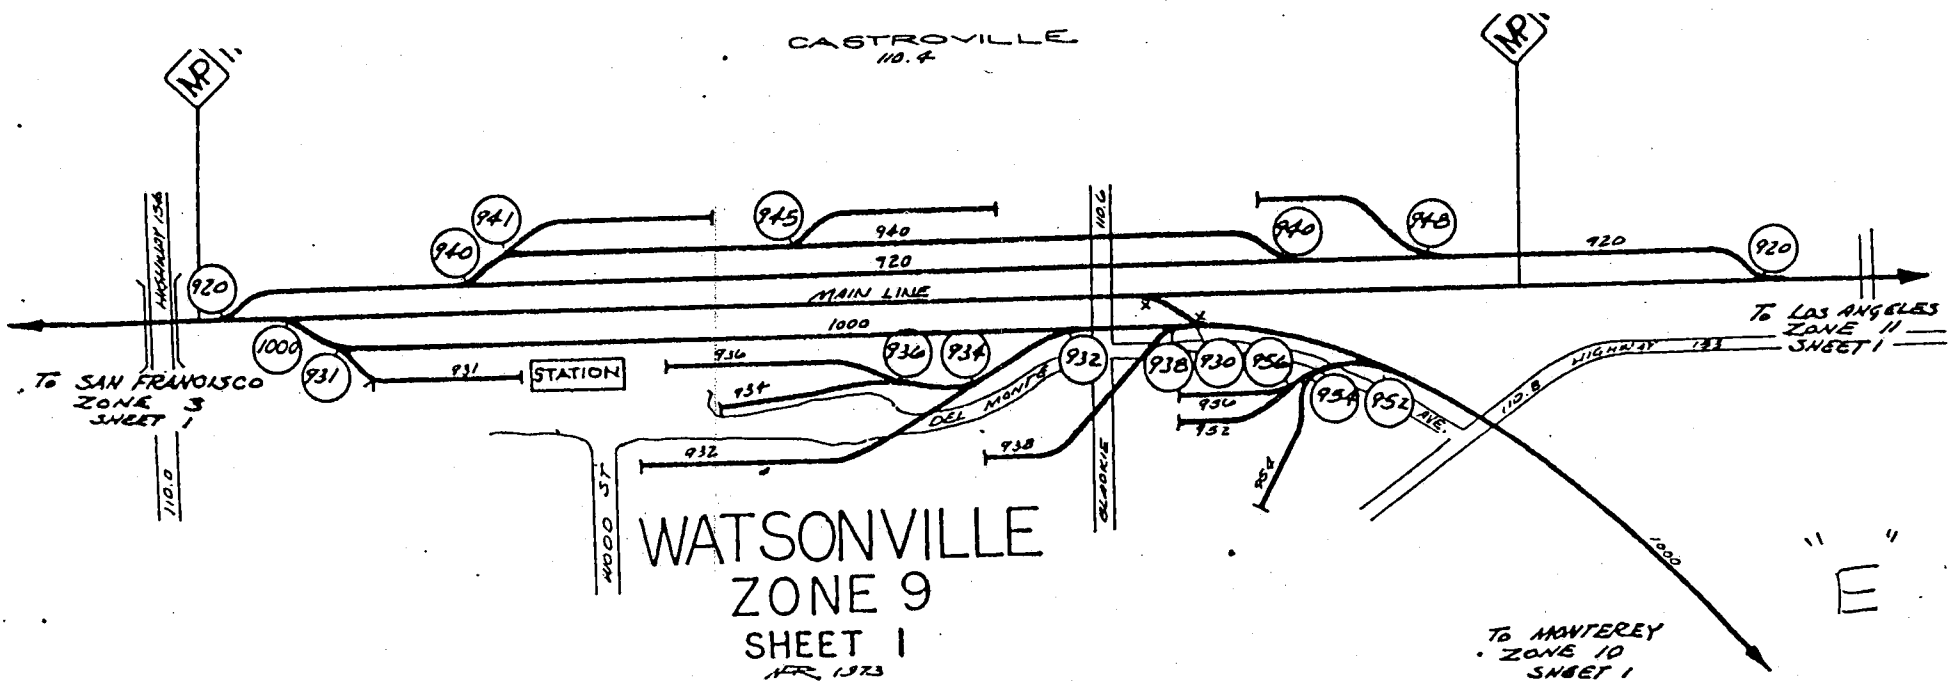 CASTROVILLE
110.4
MP
MP
HIGHWAY 156
941
945
110.6
948
940
940
940
920
920
920
920
MAIN LINE
1000
1000
931
931
STATION
936
936
934
934
932
938
930
956
954
952
956
952
938
932
DEL MONTE
AVE.
110.8
HIGHWAY 183
TO LOS ANGELES
ZONE 11
SHEET 1
TO SAN FRANCISCO
ZONE 3
SHEET 1
110.0
WOOD ST
BLACKIE
WATSONVILLE
ZONE 9
SHEET 1
1973
1000
"E"
TO MONTEREY
ZONE 10
SHEET 1